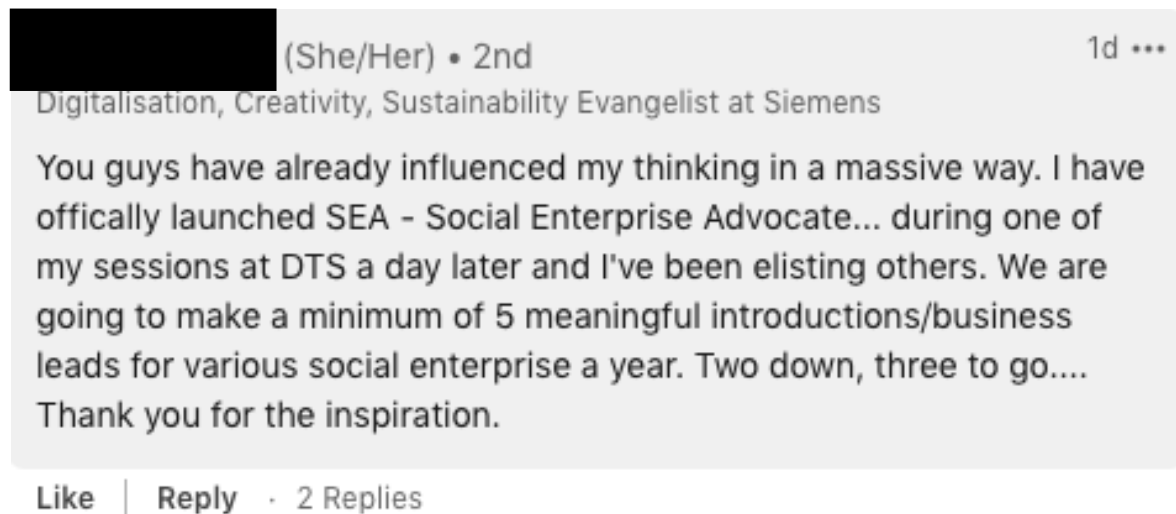 (She/Her) • 2nd 1d •••
Digitalisation, Creativity, Sustainability Evangelist at Siemens
You guys have already influenced my thinking in a massive way. I have
offically launched SEA - Social Enterprise Advocate... during one of
my sessions at DTS a day later and I've been elisting others. We are
going to make a minimum of 5 meaningful introductions/business
leads for various social enterprise a year. Two down, three to go....
Thank you for the inspiration.
Like | Reply · 2 Replies